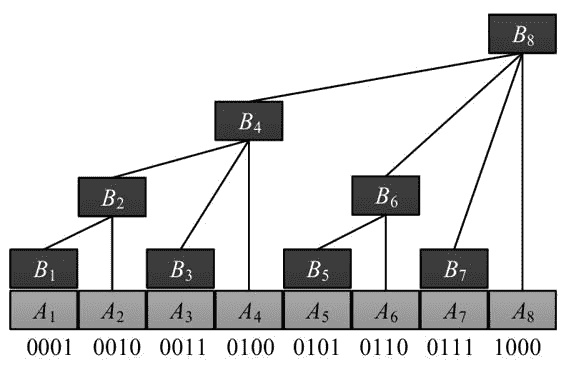 B₈
B₄
B₂ B₆
B₁ B₃ B₅ B₇
A₁ A₂ A₃ A₄ A₅ A₆ A₇ A₈
0001 0010 0011 0100 0101 0110 0111 1000